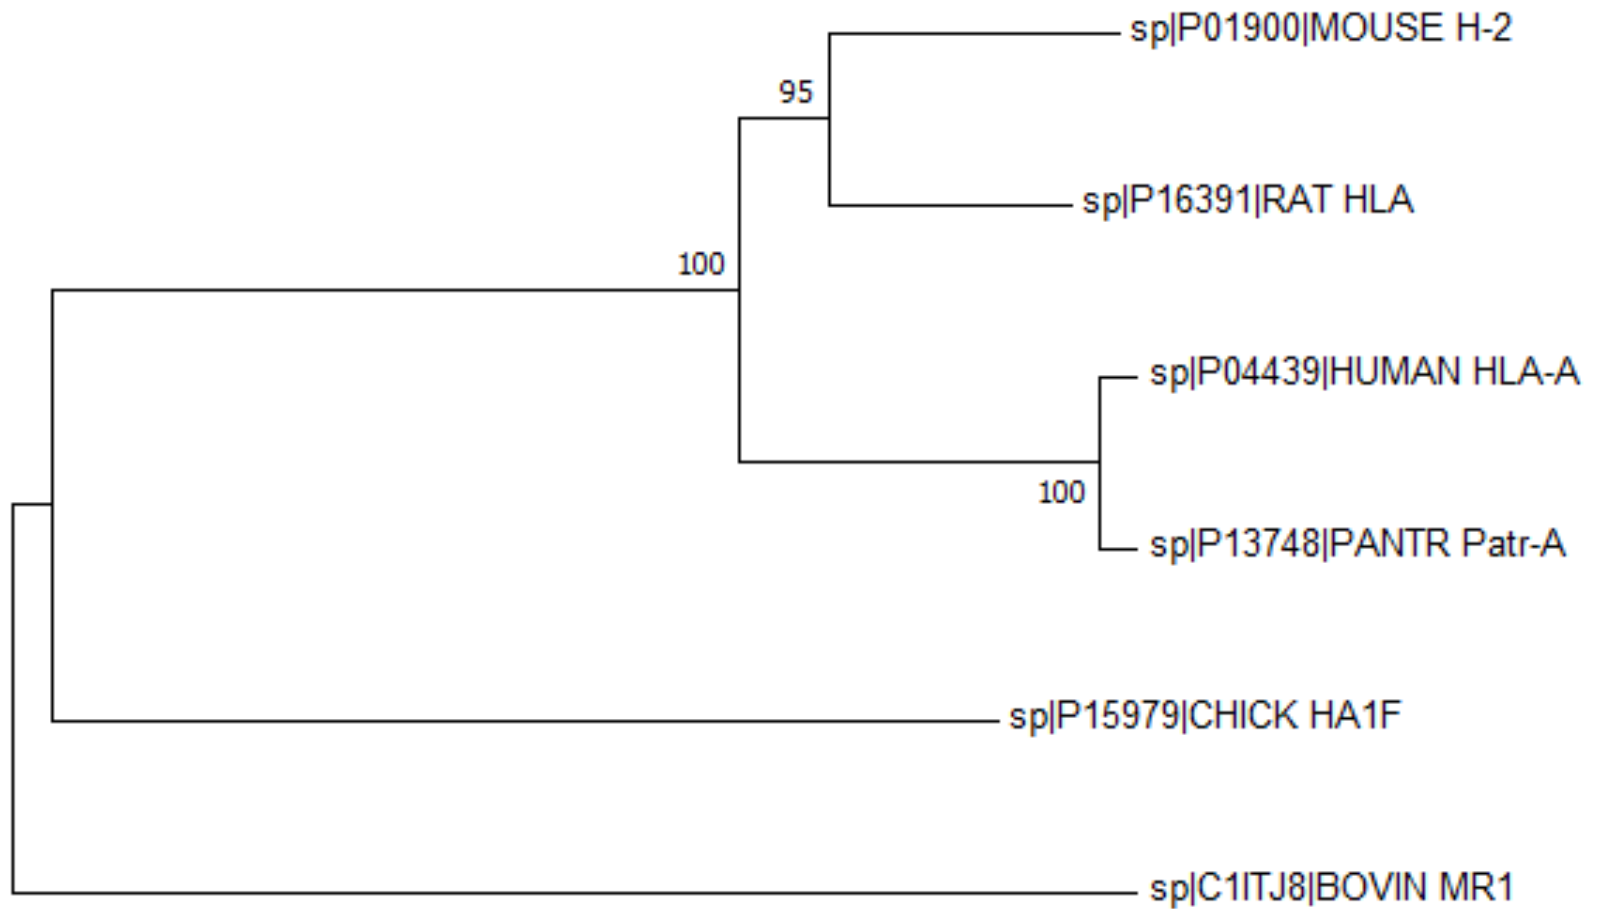 sp|P01900|MOUSE H-2
95
sp|P16391|RAT HLA
100
sp|P04439|HUMAN HLA-A
100
sp|P13748|PANTR Patr-A
sp|P15979|CHICK HA1F
sp|C1ITJ8|BOVIN MR1